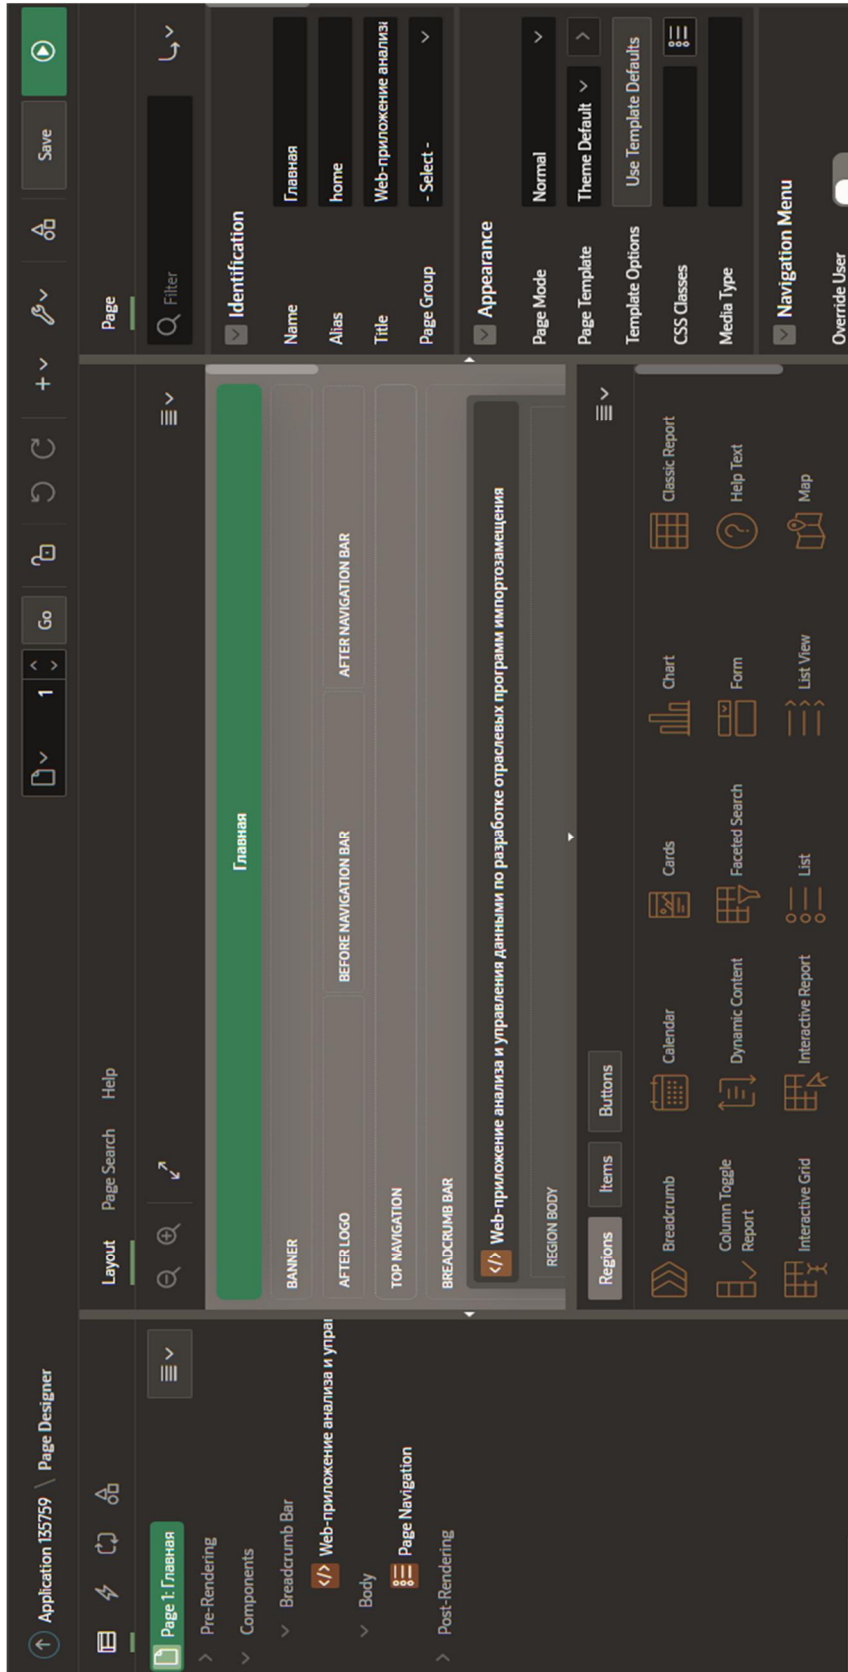 Application 135759 \ Page Designer
1
Go
Save
Page 1: Главная
Pre-Rendering
Components
Breadcrumb Bar
Web-приложение анализа и упра
Body
Page Navigation
Post-Rendering
Layout Page Search Help
Главная
BANNER
AFTER LOGO BEFORE NAVIGATION BAR AFTER NAVIGATION BAR
TOP NAVIGATION
BREADCRUMB BAR
Web-приложение анализа и управления данными по разработке отраслевых программ импортозамещения
REGION BODY
Regions Items Buttons
Breadcrumb Calendar Cards Chart Classic Report
Column Toggle Report Dynamic Content Faceted Search Form Help Text
Interactive Grid Interactive Report List List View Map
Page
Filter
Identification
Name Главная
Alias home
Title Web-приложение анализ
Page Group - Select -
Appearance
Page Mode Normal
Page Template Theme Default
Template Options Use Template Defaults
CSS Classes
Media Type
Navigation Menu
Override User